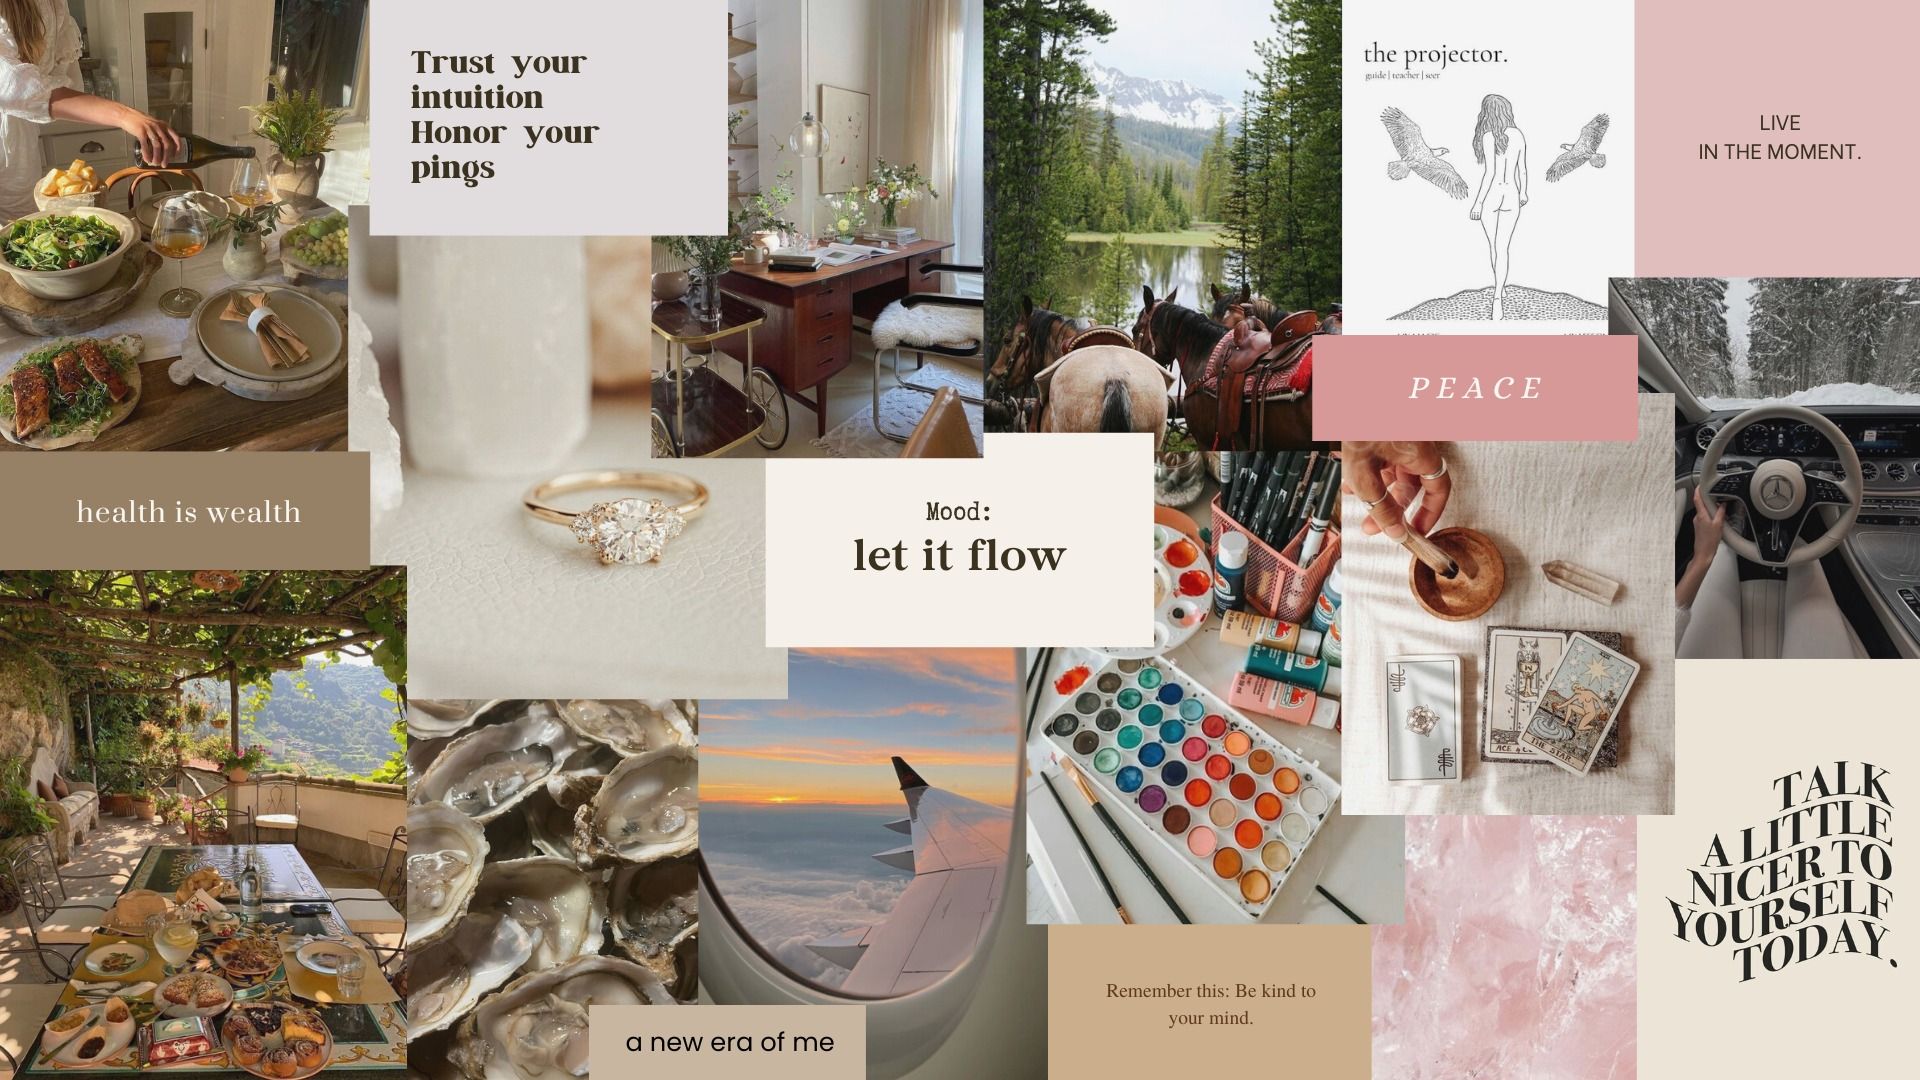 Trust your
intuition
Honor your
pings
the projector.
guide | teacher | seer
LIVE
IN THE MOMENT.
PEACE
health is wealth
Mood:
let it flow
THE STAR
TALK
A LITTLE
NICER TO
YOURSELF
TODAY.
Remember this: Be kind to
your mind.
a new era of me